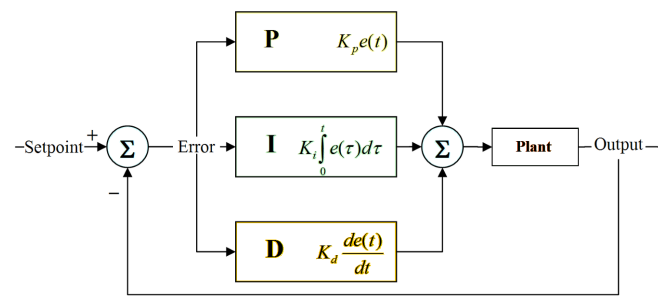 P K_p e(t)
Setpoint + Σ Error I K_i ∫_0^t e(τ)dτ Σ Plant Output
−
D K_d de(t)/dt